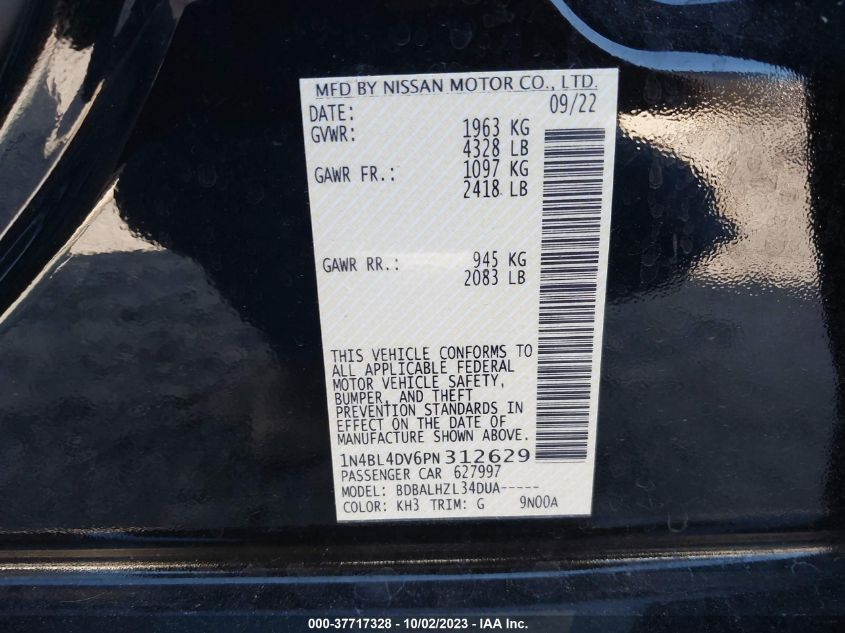 MFD BY NISSAN MOTOR CO., LTD.
DATE: 09/22
GVWR: 1963 KG
4328 LB
GAWR FR.: 1097 KG
2418 LB
GAWR RR.: 945 KG
2083 LB
THIS VEHICLE CONFORMS TO
ALL APPLICABLE FEDERAL
MOTOR VEHICLE SAFETY,
BUMPER, AND THEFT
PREVENTION STANDARDS IN
EFFECT ON THE DATE OF
MANUFACTURE SHOWN ABOVE.
1N4BL4DV6PN312629
PASSENGER CAR 627997
MODEL: BDBALHZL34DUA-----
COLOR: KH3 TRIM: G 9N00A
000-37717328 - 10/02/2023 - IAA Inc.